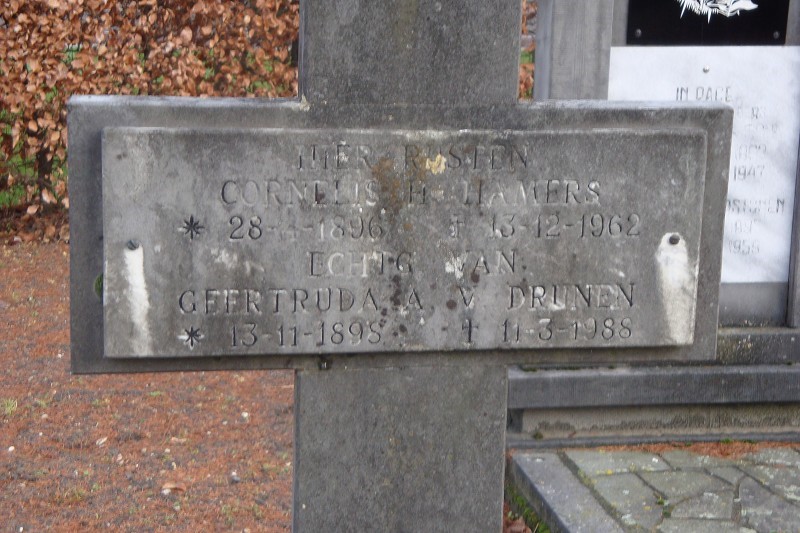 HIER RUSTEN
CORNELIS H HAMERS
* 28- -1896 † 13-12-1962
ECHTG VAN
GEERTRUDA A V DRUNEN
* 13-11-1898 † 11-3-1988
IN PACE
1947
1958